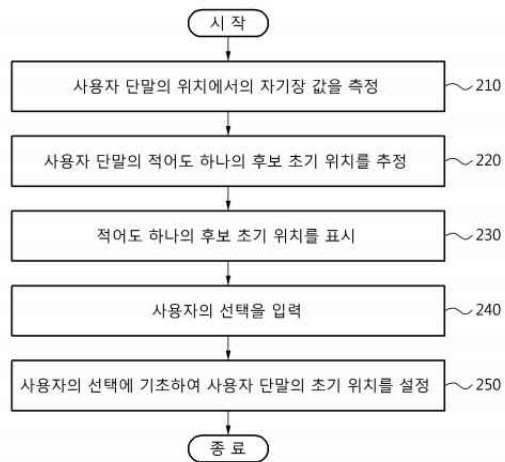 시 작
사용자 단말의 위치에서의 자기장 값을 측정 210
사용자 단말의 적어도 하나의 후보 초기 위치를 추정 220
적어도 하나의 후보 초기 위치를 표시 230
사용자의 선택을 입력 240
사용자의 선택에 기초하여 사용자 단말의 초기 위치를 설정 250
종 료